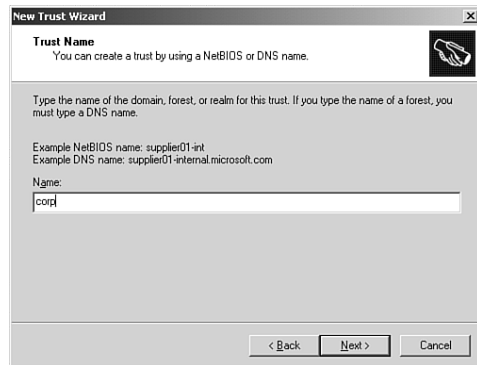 New Trust Wizard
Trust Name
You can create a trust by using a NetBIOS or DNS name.
Type the name of the domain, forest, or realm for this trust. If you type the name of a forest, you
must type a DNS name.
Example NetBIOS name: supplier01-int
Example DNS name: supplier01-internal.microsoft.com
Name:
corp
< Back Next > Cancel